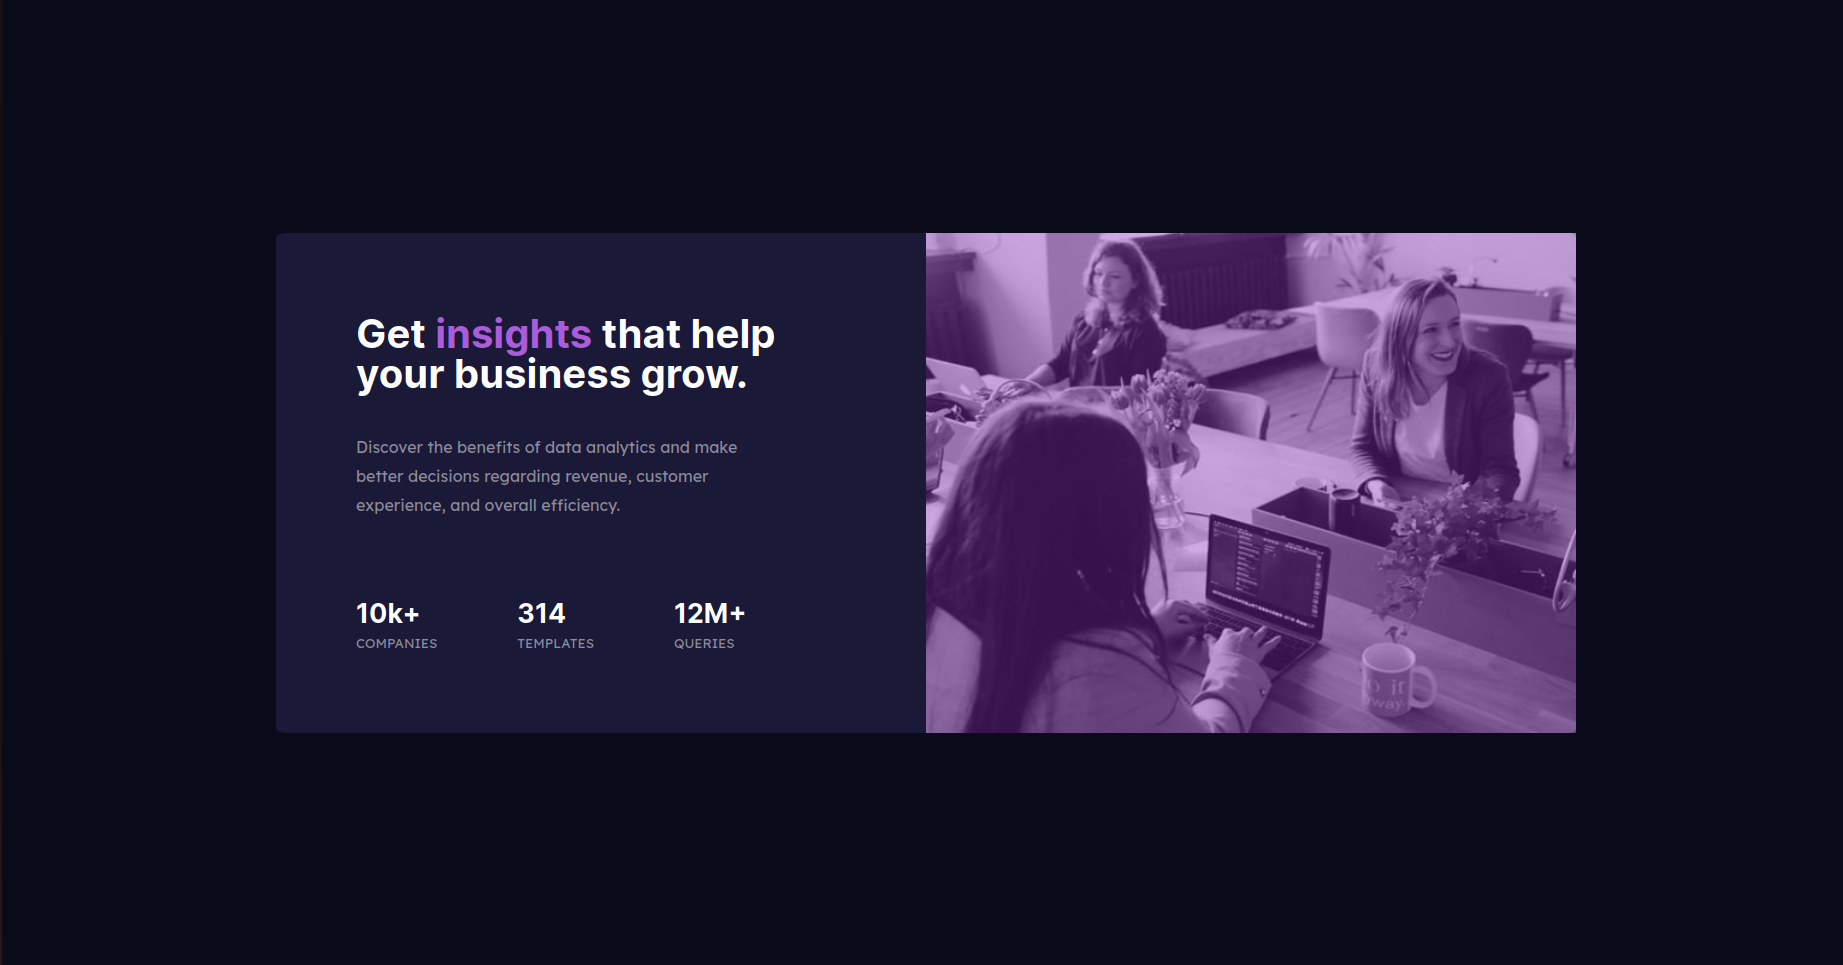 Get insights that help
your business grow.
Discover the benefits of data analytics and make
better decisions regarding revenue, customer
experience, and overall efficiency.
10k+ 314 12M+
COMPANIES TEMPLATES QUERIES